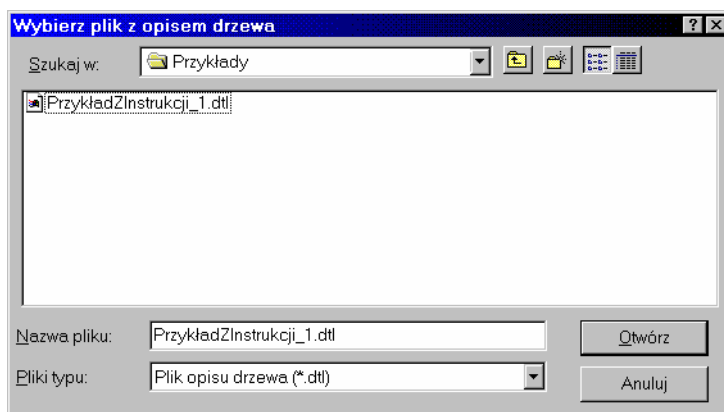 Wybierz plik z opisem drzewa
Szukaj w: Przykłady
PrzykładZInstrukcji_1.dtl
Nazwa pliku: PrzykładZInstrukcji_1.dtl Otwórz
Pliki typu: Plik opisu drzewa (*.dtl) Anuluj